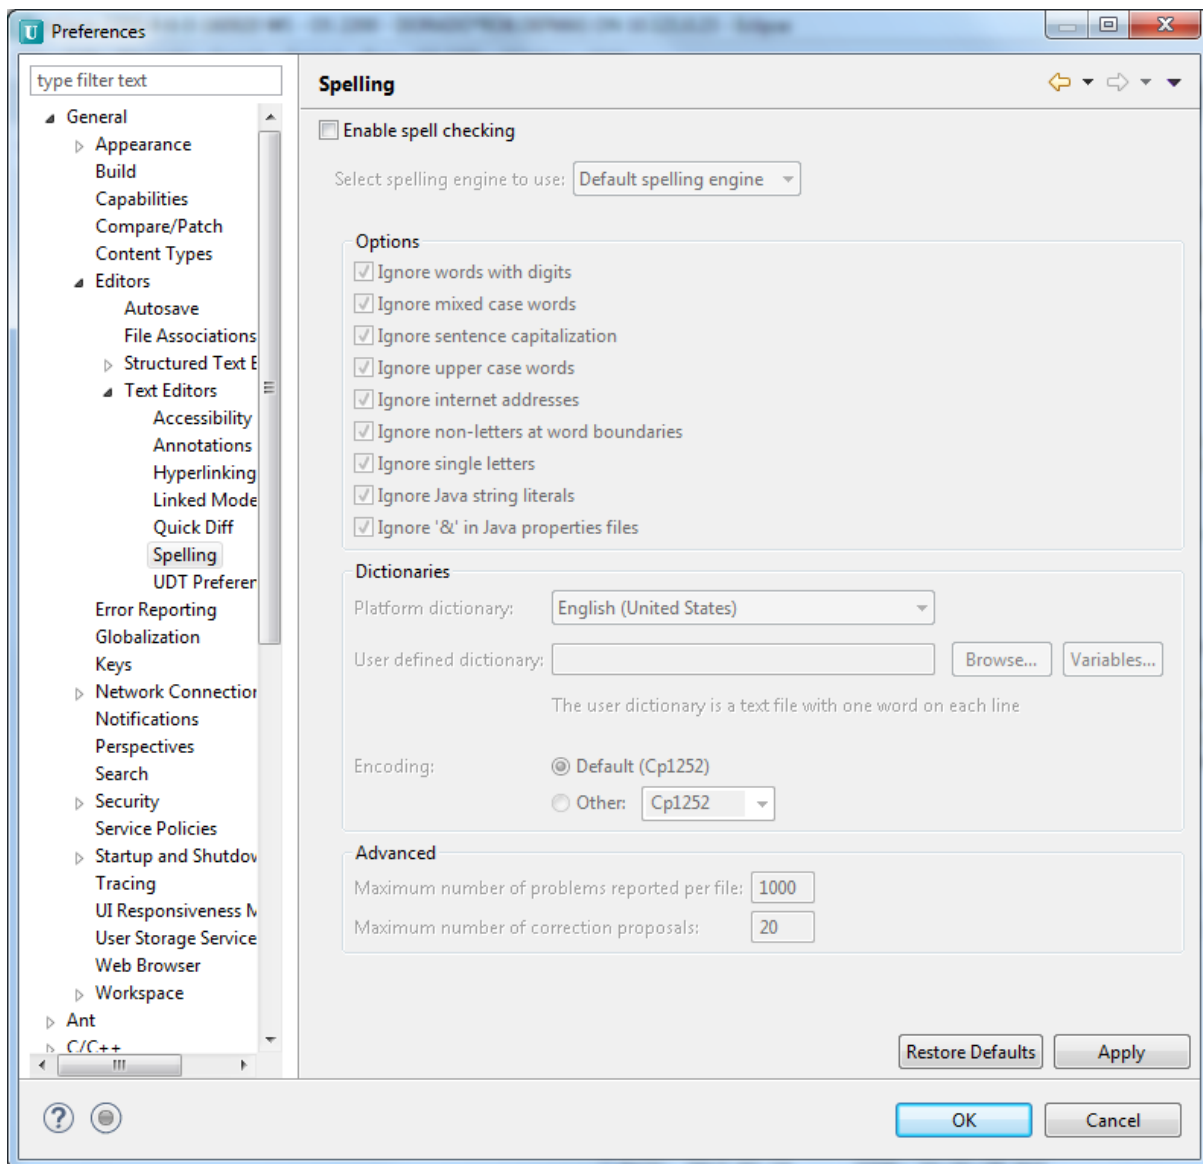 Preferences
type filter text
General
Appearance
Build
Capabilities
Compare/Patch
Content Types
Editors
Autosave
File Associations
Structured Text E
Text Editors
Accessibility
Annotations
Hyperlinking
Linked Mode
Quick Diff
Spelling
UDT Preferen
Error Reporting
Globalization
Keys
Network Connection
Notifications
Perspectives
Search
Security
Service Policies
Startup and Shutdow
Tracing
UI Responsiveness M
User Storage Service
Web Browser
Workspace
Ant
C/C++
Spelling
Enable spell checking
Select spelling engine to use: Default spelling engine
Options
Ignore words with digits
Ignore mixed case words
Ignore sentence capitalization
Ignore upper case words
Ignore internet addresses
Ignore non-letters at word boundaries
Ignore single letters
Ignore Java string literals
Ignore '&' in Java properties files
Dictionaries
Platform dictionary: English (United States)
User defined dictionary: Browse... Variables...
The user dictionary is a text file with one word on each line
Encoding: Default (Cp1252)
Other: Cp1252
Advanced
Maximum number of problems reported per file: 1000
Maximum number of correction proposals: 20
Restore Defaults Apply
OK Cancel